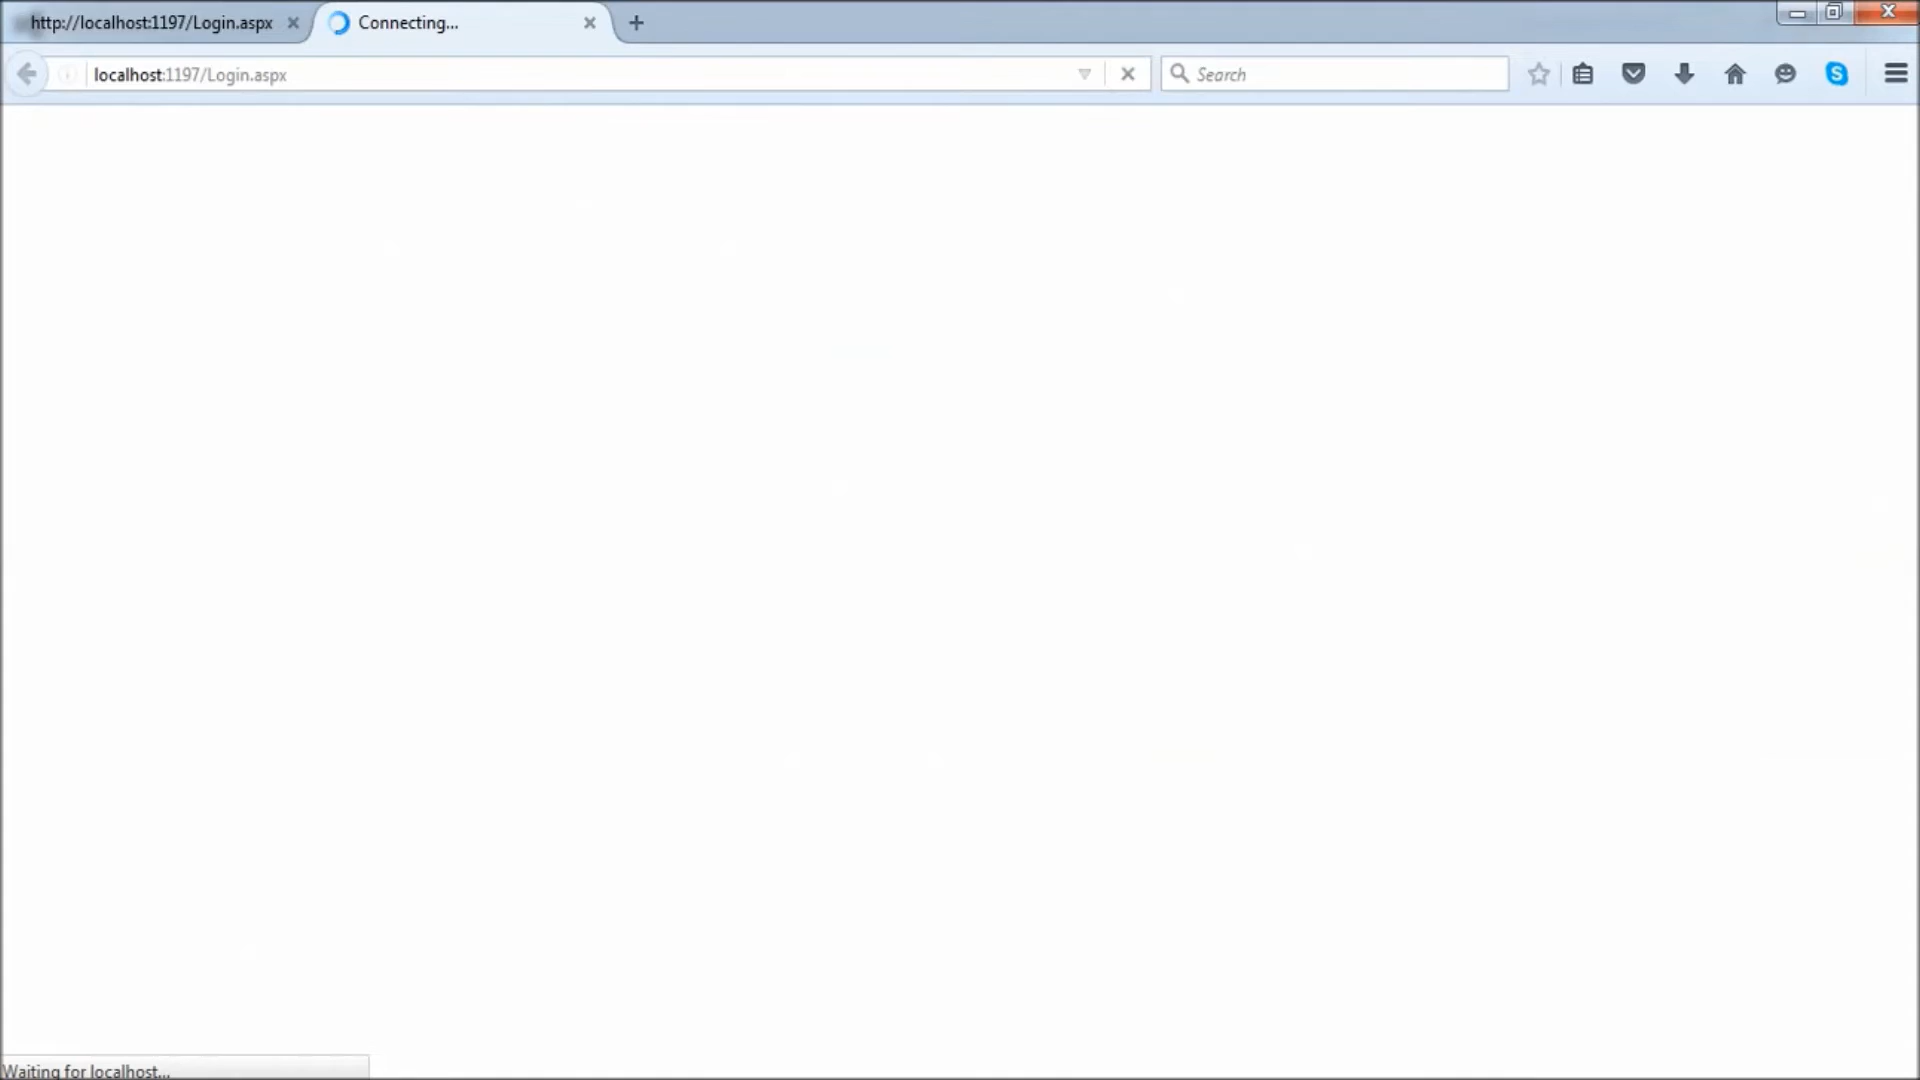 http://localhost:1197/Login.aspx
Connecting...
localhost:1197/Login.aspx
Search
S
Waiting for localhost...